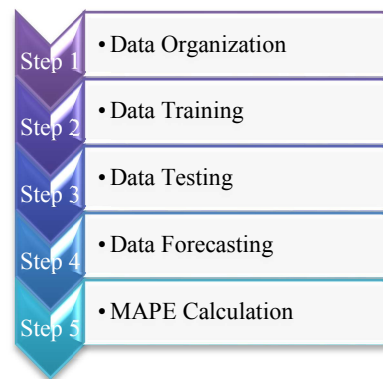 Step 1
• Data Organization
Step 2
• Data Training
Step 3
• Data Testing
Step 4
• Data Forecasting
Step 5
• MAPE Calculation